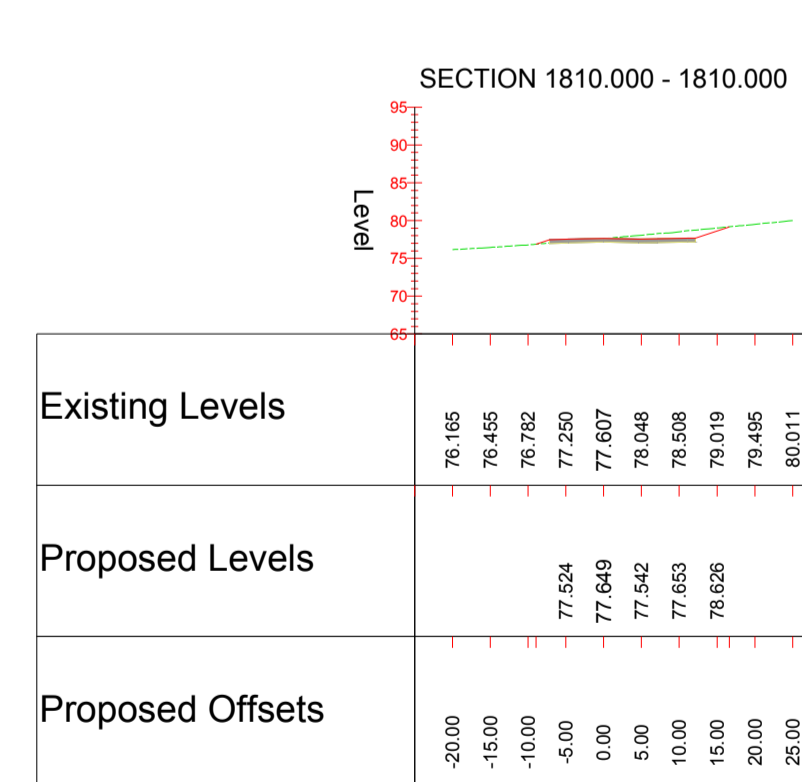 SECTION 1810.000 - 1810.000
95
90
85
80
75
70
65
Level
Existing Levels
76.165 76.455 76.782 77.250 77.607 78.048 78.508 79.019 79.495 80.011
Proposed Levels
77.524 77.649 77.542 77.653 78.626
Proposed Offsets
-20.00 -15.00 -10.00 -5.00 0.00 5.00 10.00 15.00 20.00 25.00